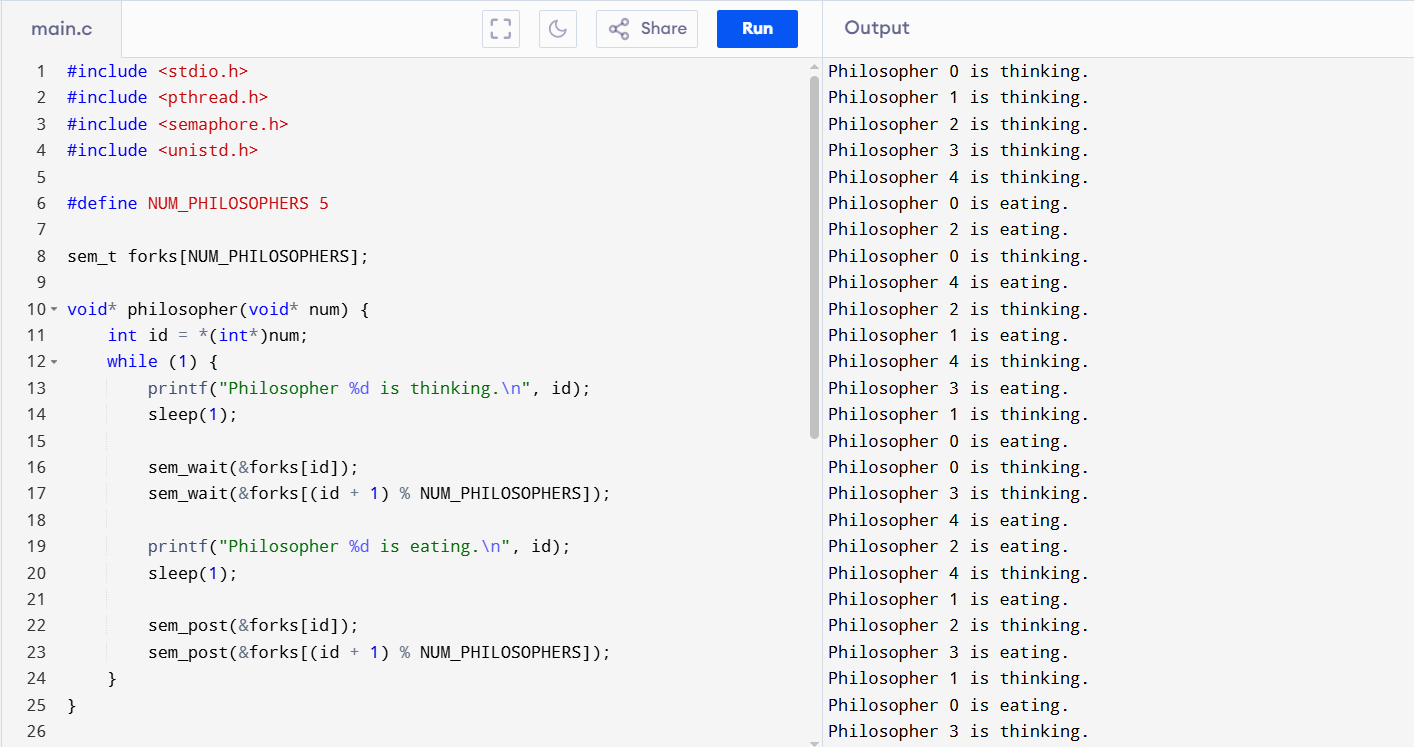 main.c
Share
Run
Output
1 #include <stdio.h>
2 #include <pthread.h>
3 #include <semaphore.h>
4 #include <unistd.h>
5
6 #define NUM_PHILOSOPHERS 5
7
8 sem_t forks[NUM_PHILOSOPHERS];
9
10 void* philosopher(void* num) {
11     int id = *(int*)num;
12     while (1) {
13         printf("Philosopher %d is thinking.\n", id);
14         sleep(1);
15
16         sem_wait(&forks[id]);
17         sem_wait(&forks[(id + 1) % NUM_PHILOSOPHERS]);
18
19         printf("Philosopher %d is eating.\n", id);
20         sleep(1);
21
22         sem_post(&forks[id]);
23         sem_post(&forks[(id + 1) % NUM_PHILOSOPHERS]);
24     }
25 }
26
Philosopher 0 is thinking.
Philosopher 1 is thinking.
Philosopher 2 is thinking.
Philosopher 3 is thinking.
Philosopher 4 is thinking.
Philosopher 0 is eating.
Philosopher 2 is eating.
Philosopher 0 is thinking.
Philosopher 4 is eating.
Philosopher 2 is thinking.
Philosopher 1 is eating.
Philosopher 4 is thinking.
Philosopher 3 is eating.
Philosopher 1 is thinking.
Philosopher 0 is eating.
Philosopher 0 is thinking.
Philosopher 3 is thinking.
Philosopher 4 is eating.
Philosopher 2 is eating.
Philosopher 4 is thinking.
Philosopher 1 is eating.
Philosopher 2 is thinking.
Philosopher 3 is eating.
Philosopher 1 is thinking.
Philosopher 0 is eating.
Philosopher 3 is thinking.